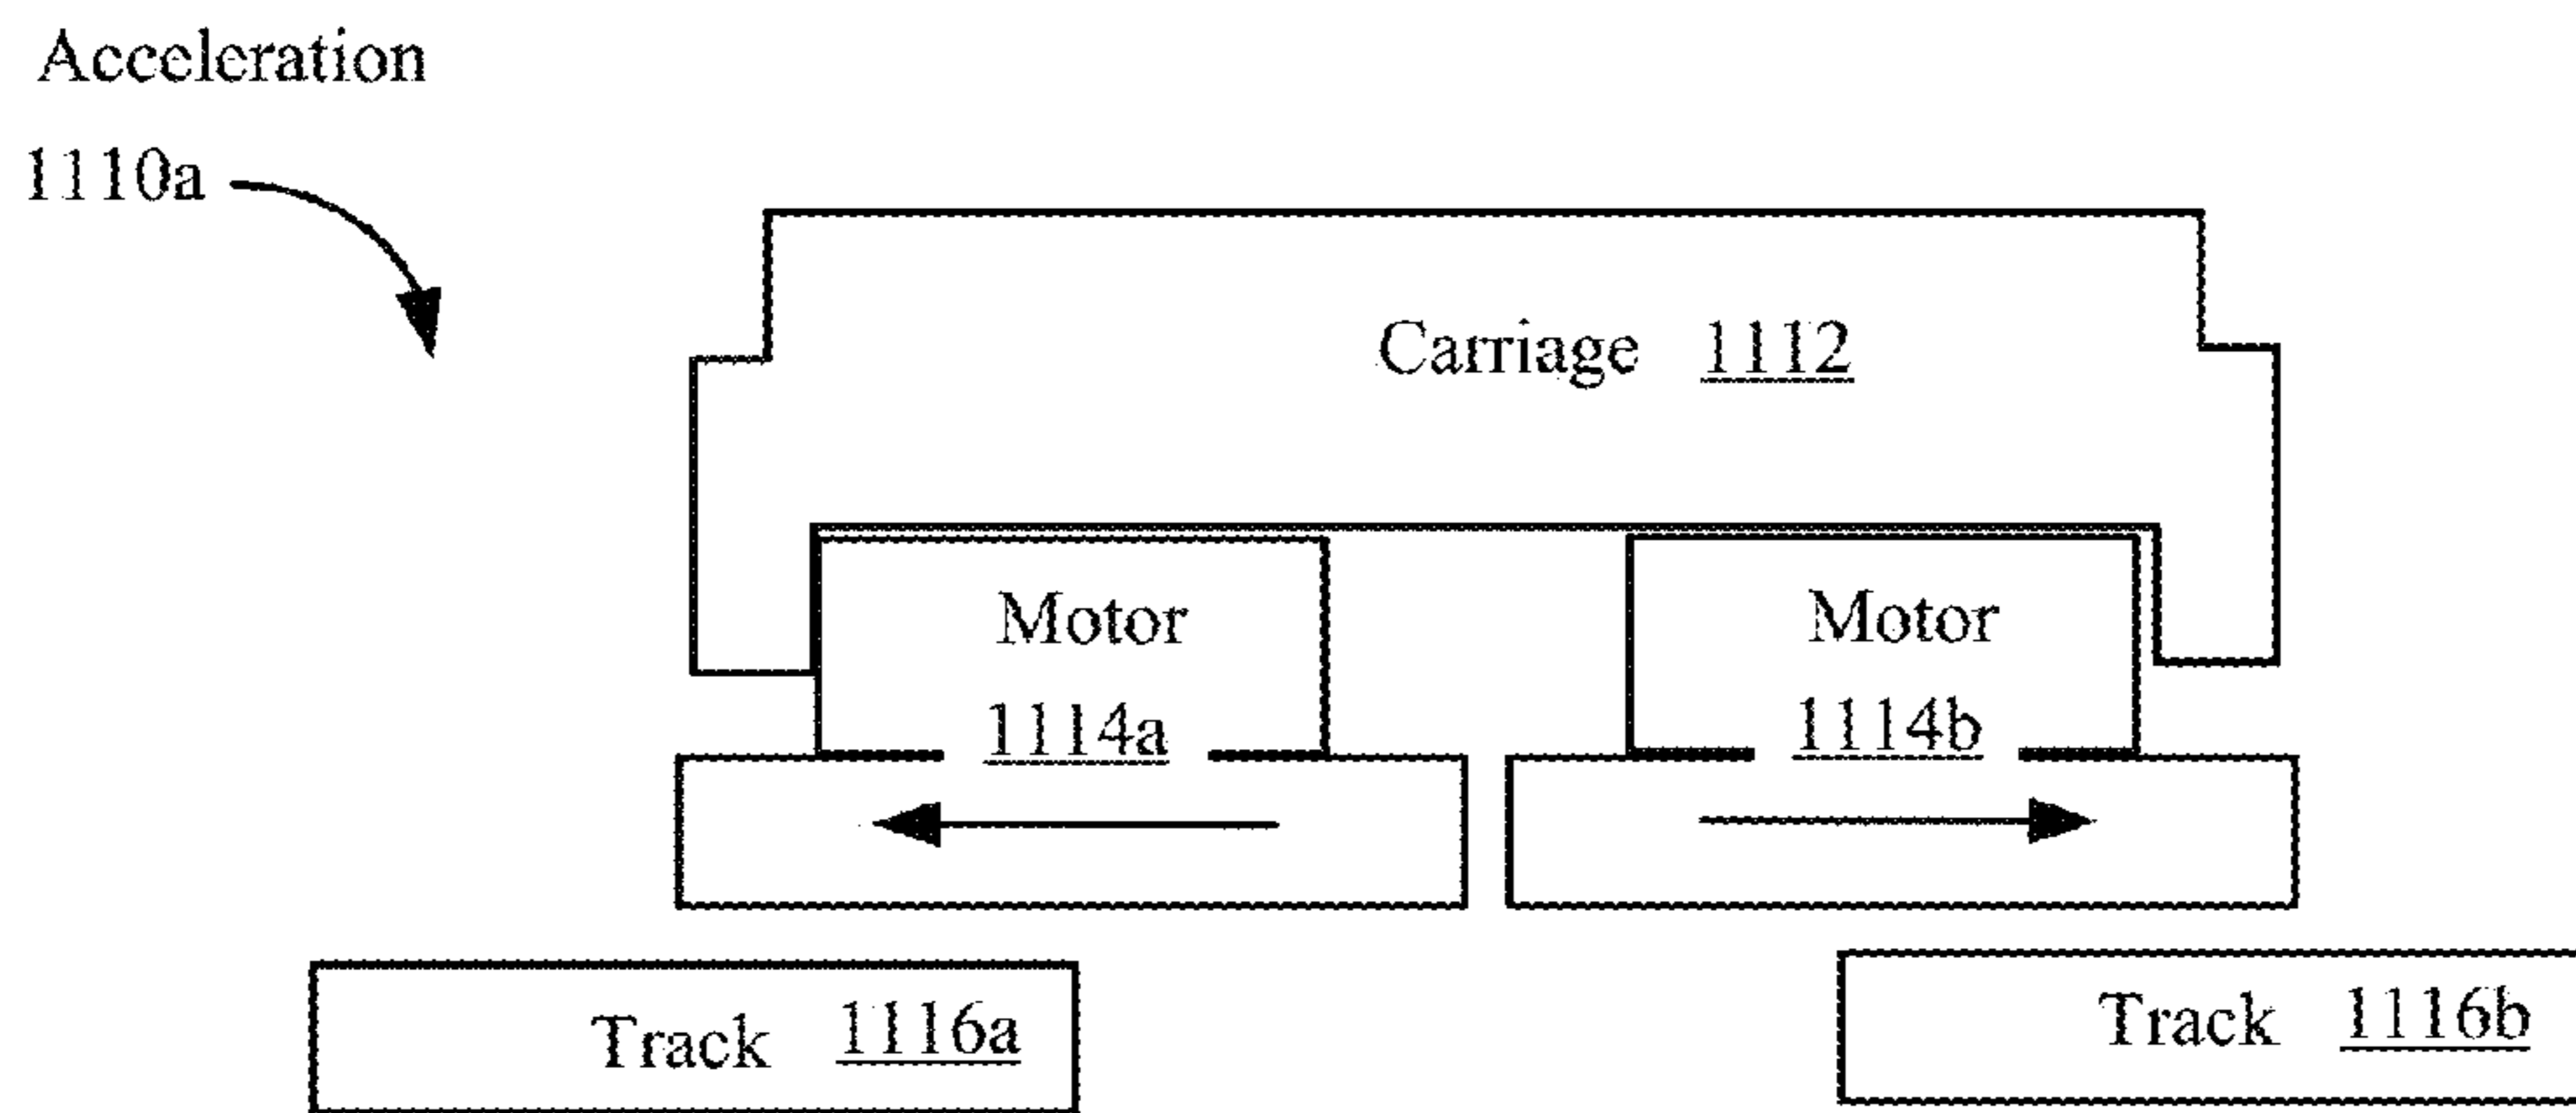 Acceleration
1110a
Carriage 1112
Motor
1114a
Motor
1114b
Track 1116a
Track 1116b